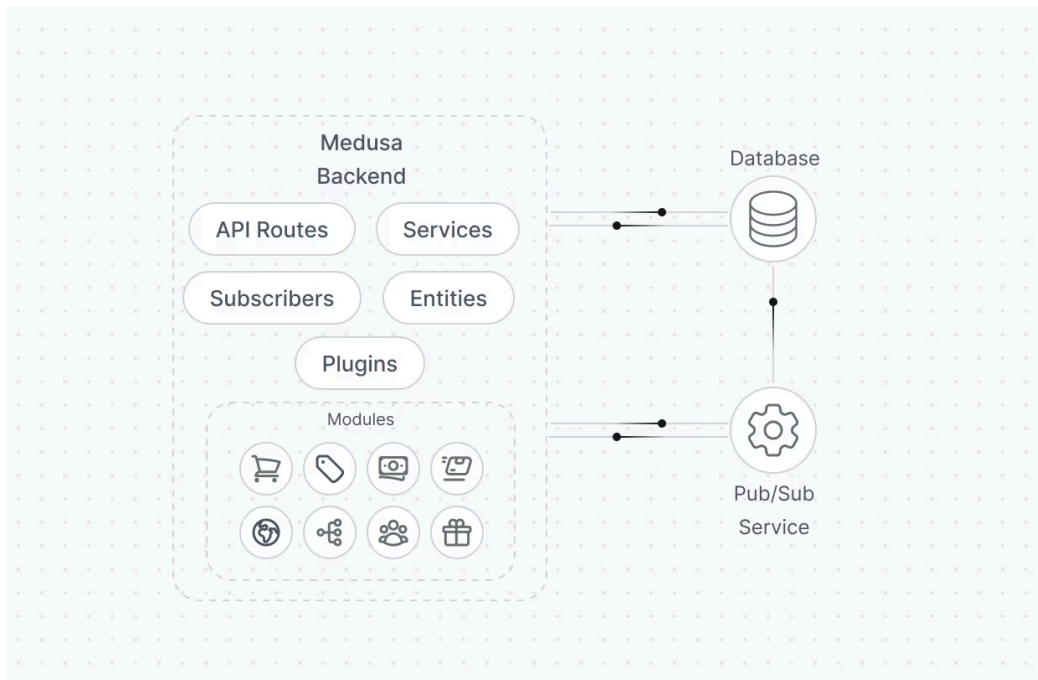 Medusa
Backend
API Routes
Services
Subscribers
Entities
Plugins
Modules
Database
Pub/Sub
Service